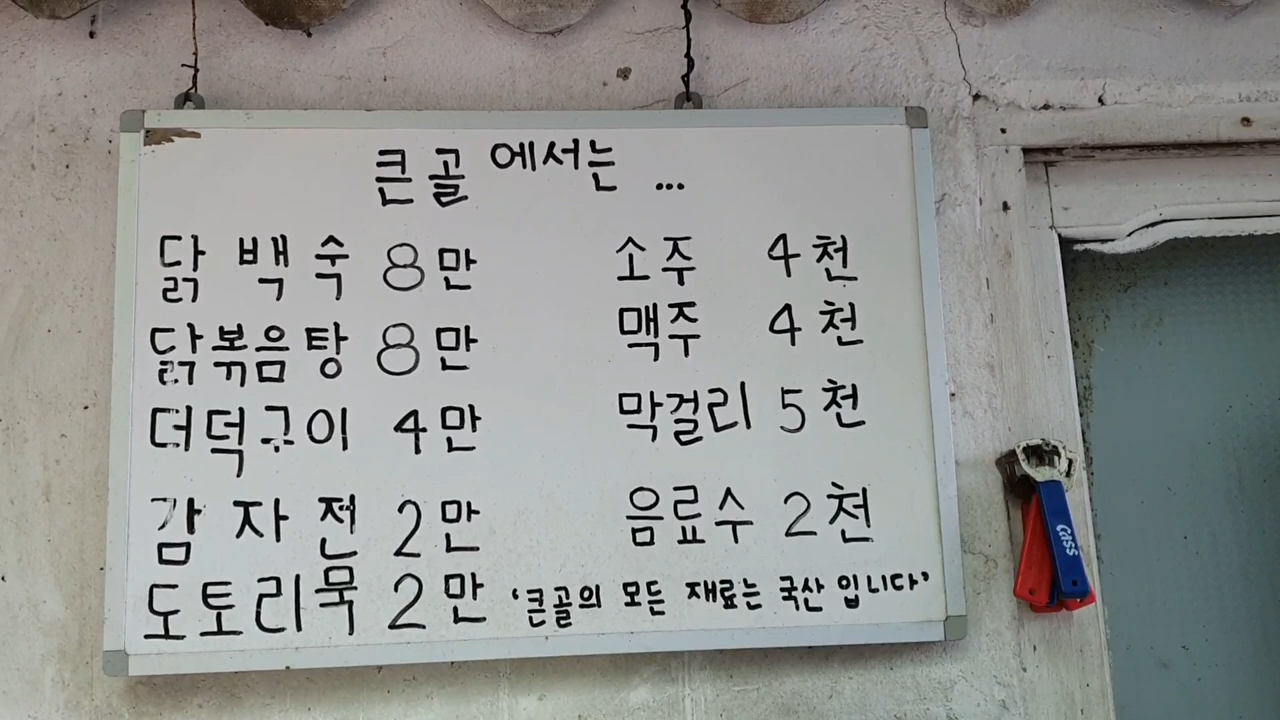 큰골에서는 ...
닭백숙 8만
닭볶음탕 8만
더덕구이 4만
감자전 2만
도토리묵 2만
소주 4천
맥주 4천
막걸리 5천
음료수 2천
‘큰골의 모든 재료는 국산입니다’
Cass